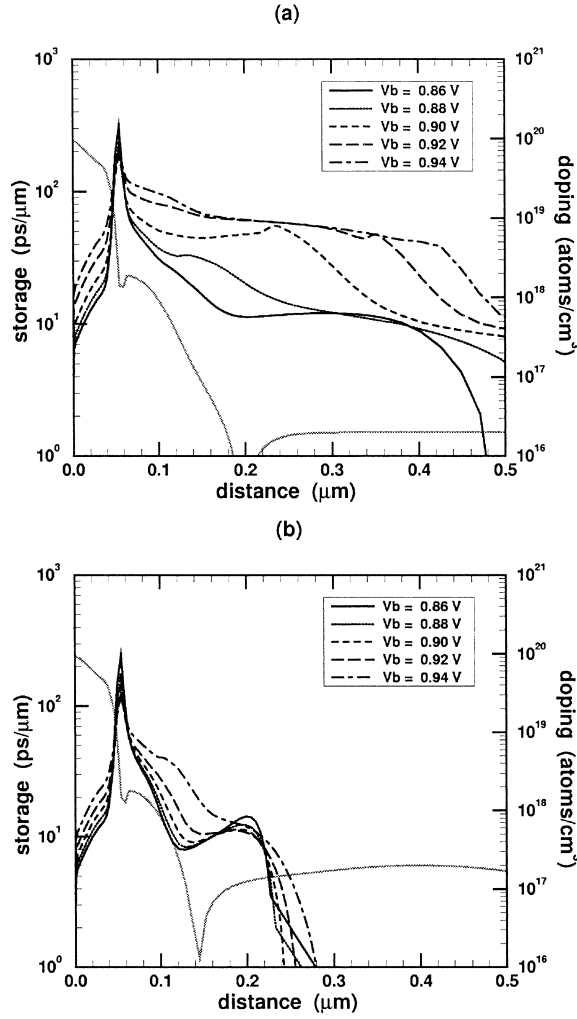 (a)
10³
10²
10¹
10⁰
storage (ps/μm)
10²¹
10²⁰
10¹⁹
10¹⁸
10¹⁷
10¹⁶
doping (atoms/cm³)
Vb = 0.86 V
Vb = 0.88 V
Vb = 0.90 V
Vb = 0.92 V
Vb = 0.94 V
0.0 0.1 0.2 0.3 0.4 0.5
distance (μm)
(b)
10³
10²
10¹
10⁰
storage (ps/μm)
10²¹
10²⁰
10¹⁹
10¹⁸
10¹⁷
10¹⁶
doping (atoms/cm³)
Vb = 0.86 V
Vb = 0.88 V
Vb = 0.90 V
Vb = 0.92 V
Vb = 0.94 V
0.0 0.1 0.2 0.3 0.4 0.5
distance (μm)